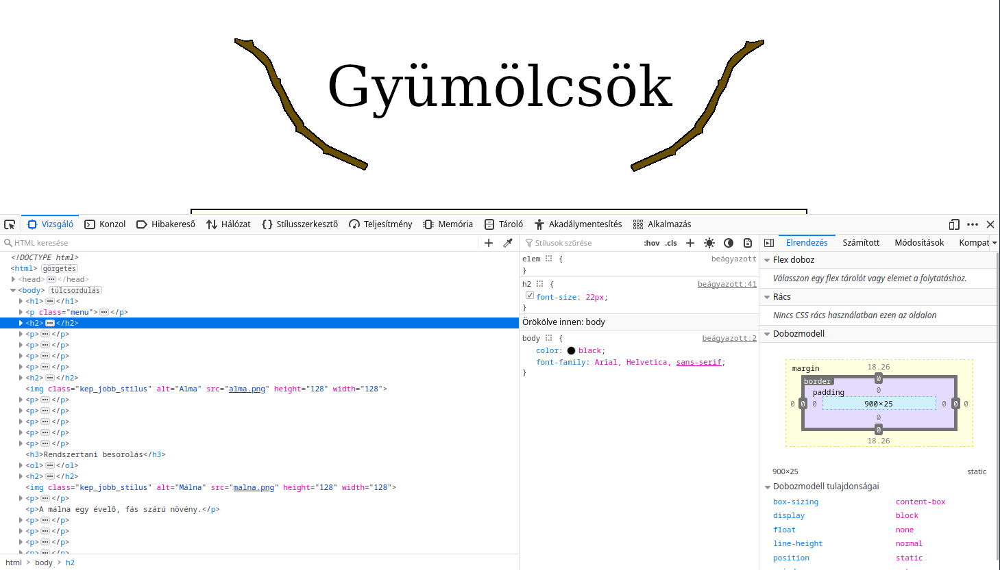 Gyümölcsök
Vizsgáló Konzol Hibakereső Hálózat Stílusszerkesztő Teljesítmény Memória Tároló Akadálymentesítés Alkalmazás
HTML keresése
<!DOCTYPE html>
<html> görgetés
<head> </head>
<body> túlcsordulás
<h1> </h1>
<p class="menu"> </p>
<h2> </h2>
<p> </p>
<p> </p>
<p> </p>
<p> </p>
<h2> </h2>
<img class="kep_jobb_stilus" alt="Alma" src="alma.png" height="128" width="128">
<p> </p>
<p> </p>
<p> </p>
<p> </p>
<p> </p>
<h3>Rendszertani besorolás</h3>
<ol> </ol>
<h2> </h2>
<img class="kep_jobb_stilus" alt="Málna" src="malna.png" height="128" width="128">
<p> </p>
<p>A málna egy évelő, fás szárú növény.</p>
<p> </p>
<p> </p>
<p> </p>
<p> </p>
html > body > h2
Stílusok szűrése :hov .cls
elem { beágyazott
}
h2 { beágyazott:41
font-size: 22px;
}
Örökölve innen: body
body { beágyazott:2
color: black;
font-family: Arial, Helvetica, sans-serif;
}
Elrendezés Számított Módosítások Kompat
Flex doboz
Válasszon egy flex tárolót vagy elemet a folytatáshoz.
Rács
Nincs CSS rács használatban ezen az oldalon
Dobozmodell
margin 18.26
border 0
padding 0
0 0 0 900×25 0 0 0
0
0
18.26
900×25 static
Dobozmodell tulajdonságai
box-sizing content-box
display block
float none
line-height normal
position static